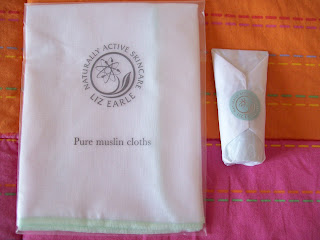 NATURALLY ACTIVE SKINCARE
LIZ EARLE
Pure muslin cloths